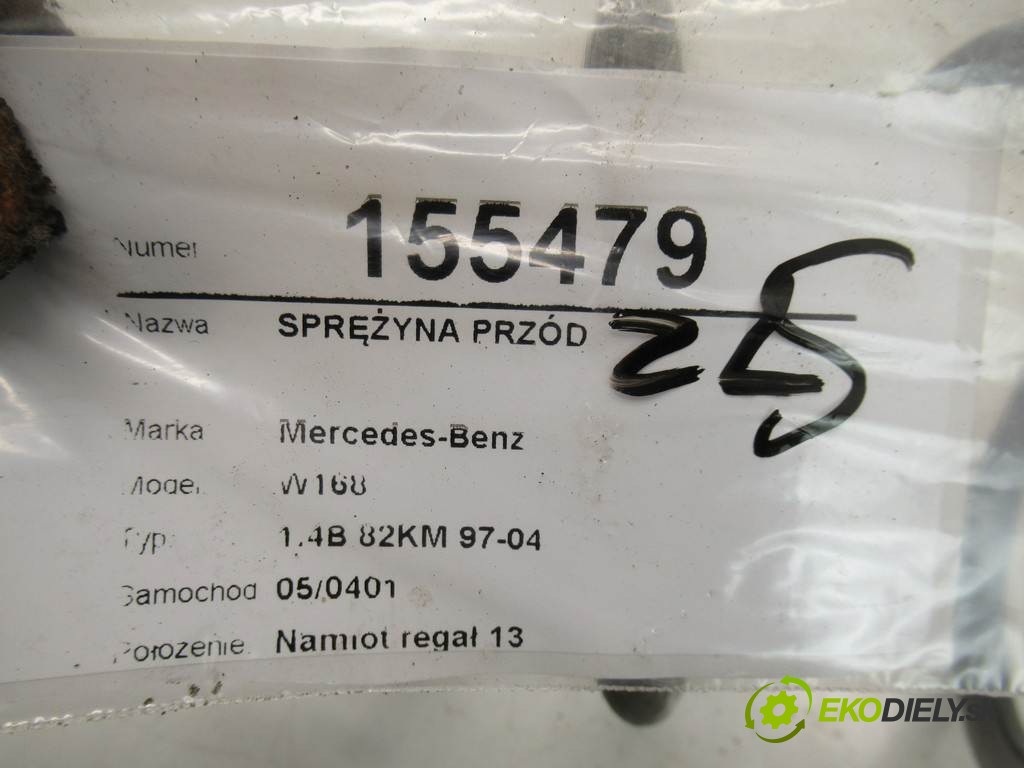 Numer 155479
Nazwa SPRĘŻYNA PRZÓD
Marka Mercedes-Benz
Model W168
Typ: 1.4B 82KM 97-04
Samochod 05/0401
Położenie Namiot regał 13
EKODIELY.S